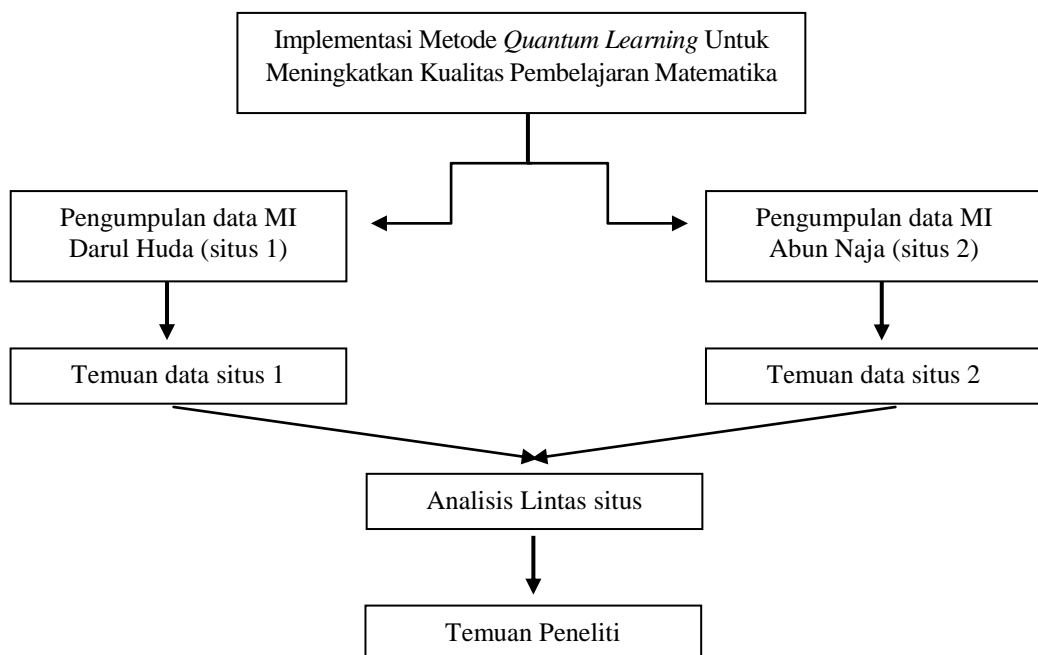 Implementasi Metode Quantum Learning Untuk
Meningkatkan Kualitas Pembelajaran Matematika
Pengumpulan data MI
Darul Huda (situs 1)
Pengumpulan data MI
Abun Naja (situs 2)
Temuan data situs 1
Temuan data situs 2
Analisis Lintas situs
Temuan Peneliti